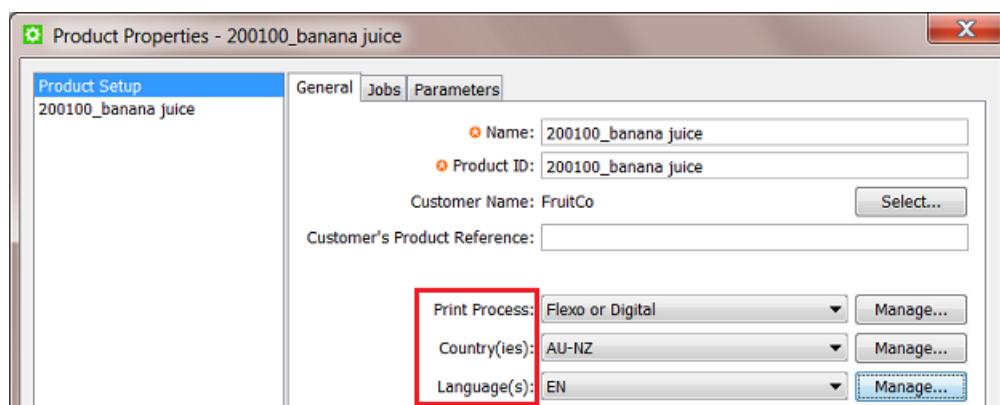 Product Properties - 200100_banana juice
X
Product Setup
200100_banana juice
General Jobs Parameters
Name: 200100_banana juice
Product ID: 200100_banana juice
Customer Name: FruitCo Select...
Customer's Product Reference:
Print Process: Flexo or Digital Manage...
Country(ies): AU-NZ Manage...
Language(s): EN Manage...